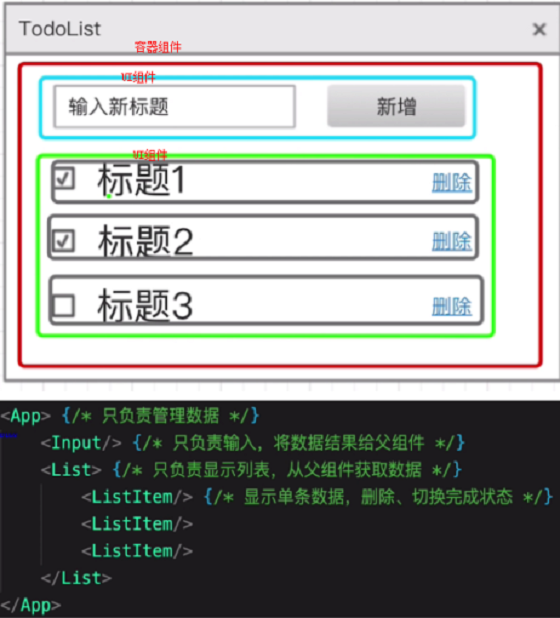 TodoList
容器组件
UI组件
输入新标题
新增
UI组件
标题1 删除
标题2 删除
标题3 删除
<App> {/* 只负责管理数据 */}
<Input/> {/* 只负责输入，将数据结果给父组件 */}
<List> {/* 只负责显示列表，从父组件获取数据 */}
<ListItem/> {/* 显示单条数据，删除、切换完成状态 */}
<ListItem/>
<ListItem/>
</List>
</App>